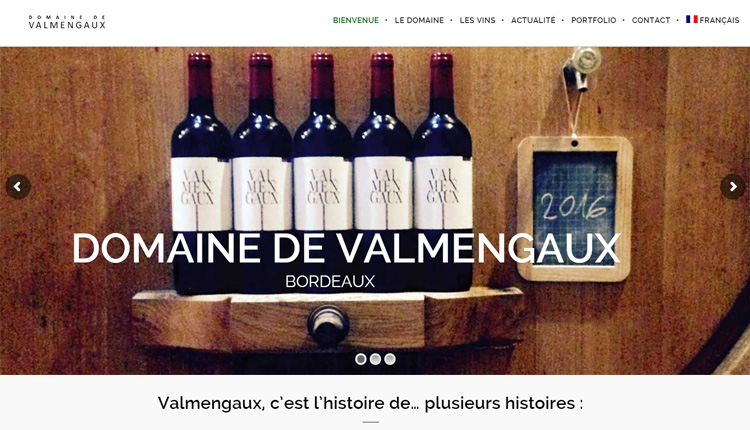 DOMAINE DE
VALMENGAUX
BIENVENUE • LE DOMAINE • LES VINS • ACTUALITÉ • PORTFOLIO • CONTACT • FRANÇAIS
VAL
MEN
GAUX
VAL
MEN
GAUX
VAL
MEN
GAUX
VAL
MEN
GAUX
VAL
MEN
GAUX
2016
DOMAINE DE VALMENGAUX
BORDEAUX
Valmengaux, c'est l'histoire de... plusieurs histoires :